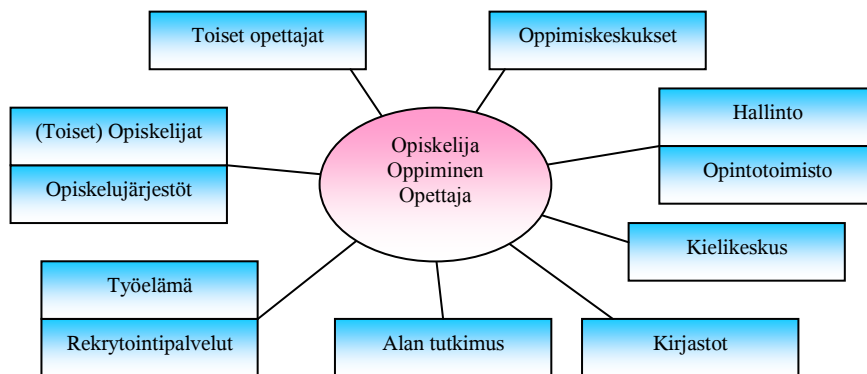 Toiset opettajat
Oppimiskeskukset
(Toiset) Opiskelijat
Opiskelujärjestöt
Opiskelija
Oppiminen
Opettaja
Hallinto
Opintotoimisto
Kielikeskus
Työelämä
Rekrytointipalvelut
Alan tutkimus
Kirjastot